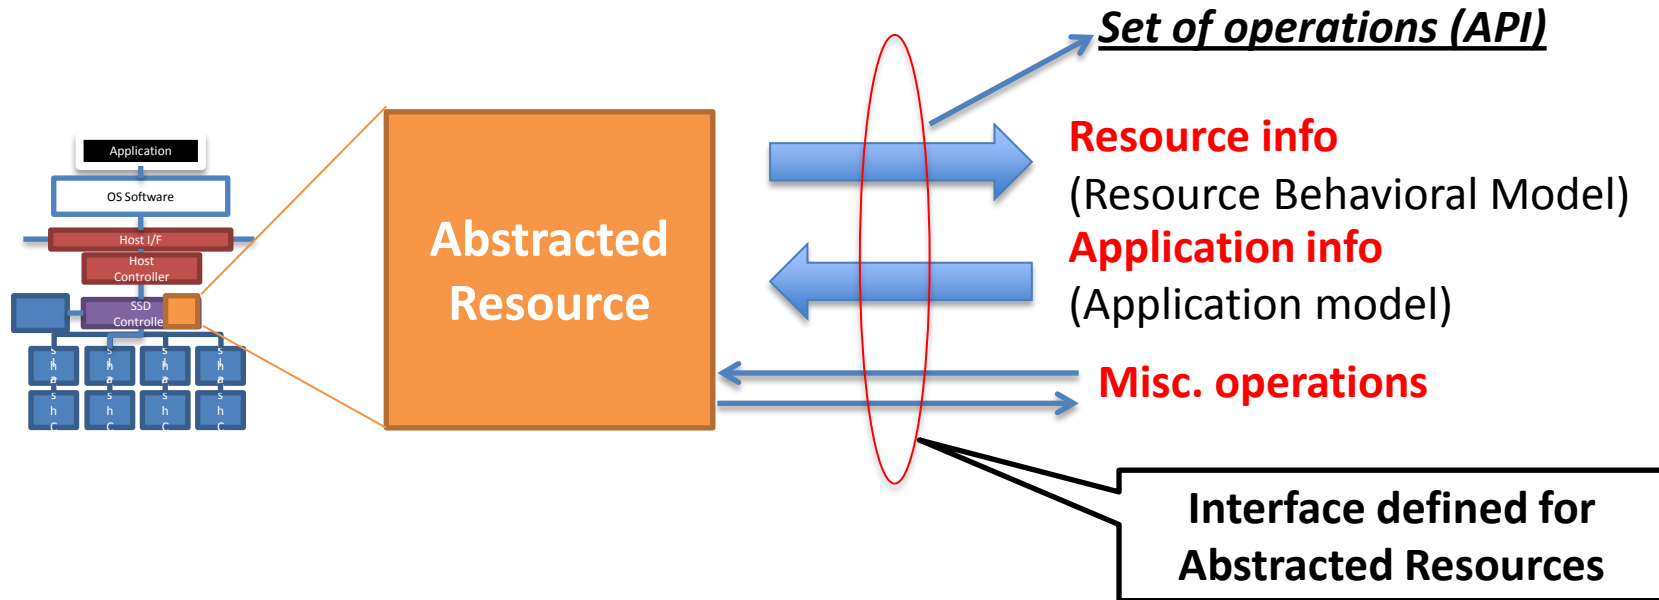 Set of operations (API)
Application
OS Software
Host I/F
Host
Controller
SSD
Controlle
Abstracted
Resource
Resource info
(Resource Behavioral Model)
Application info
(Application model)
Misc. operations
Interface defined for
Abstracted Resources